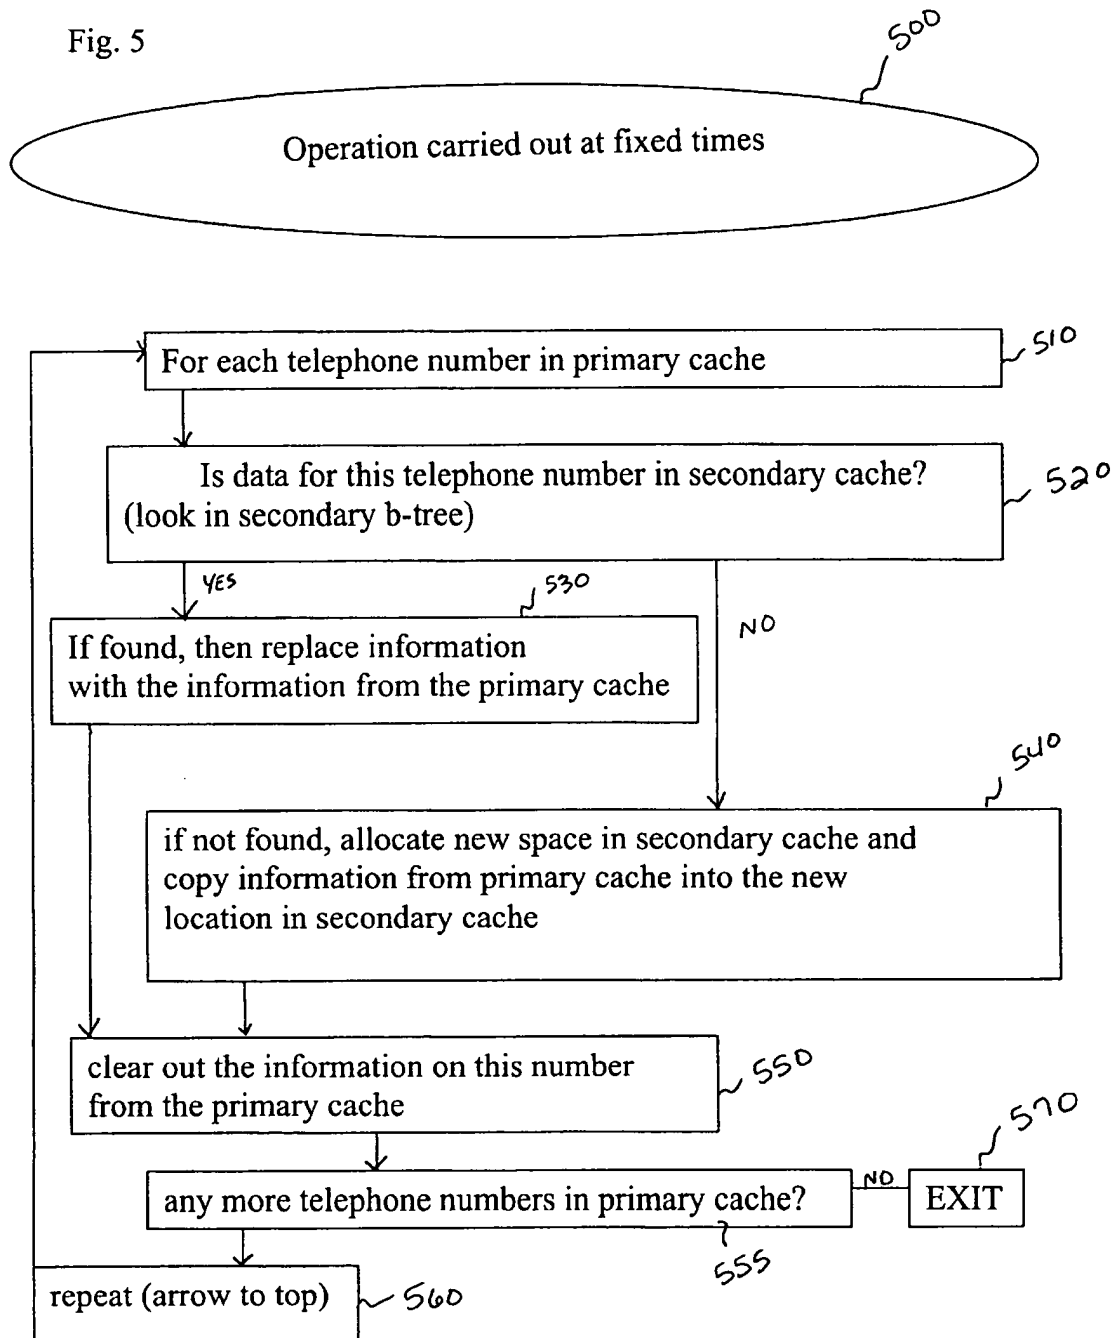 Fig. 5
500
Operation carried out at fixed times
For each telephone number in primary cache
510
Is data for this telephone number in secondary cache?
(look in secondary b-tree)
520
YES
530
NO
If found, then replace information
with the information from the primary cache
540
if not found, allocate new space in secondary cache and
copy information from primary cache into the new
location in secondary cache
clear out the information on this number
from the primary cache
550
570
any more telephone numbers in primary cache?
NO
EXIT
555
repeat (arrow to top)
560